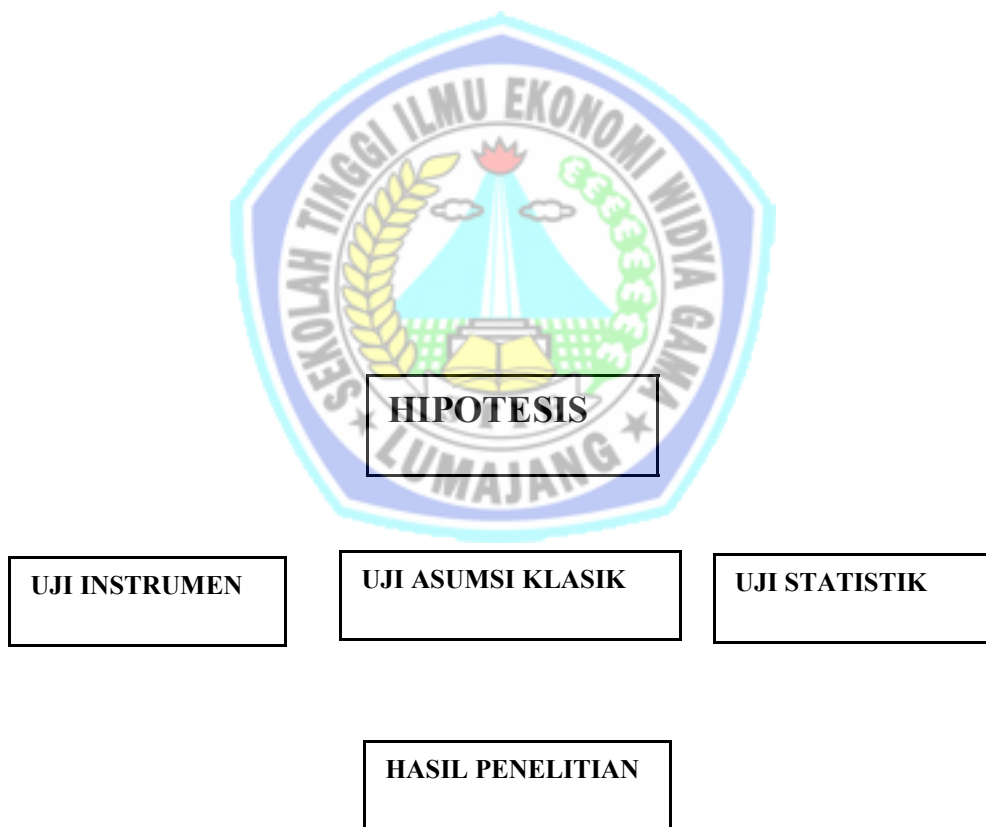 SEKOLAH TINGGI ILMU EKONOMI WIDYA GAMA
LUMAJANG
HIPOTESIS
UJI INSTRUMEN
UJI ASUMSI KLASIK
UJI STATISTIK
HASIL PENELITIAN